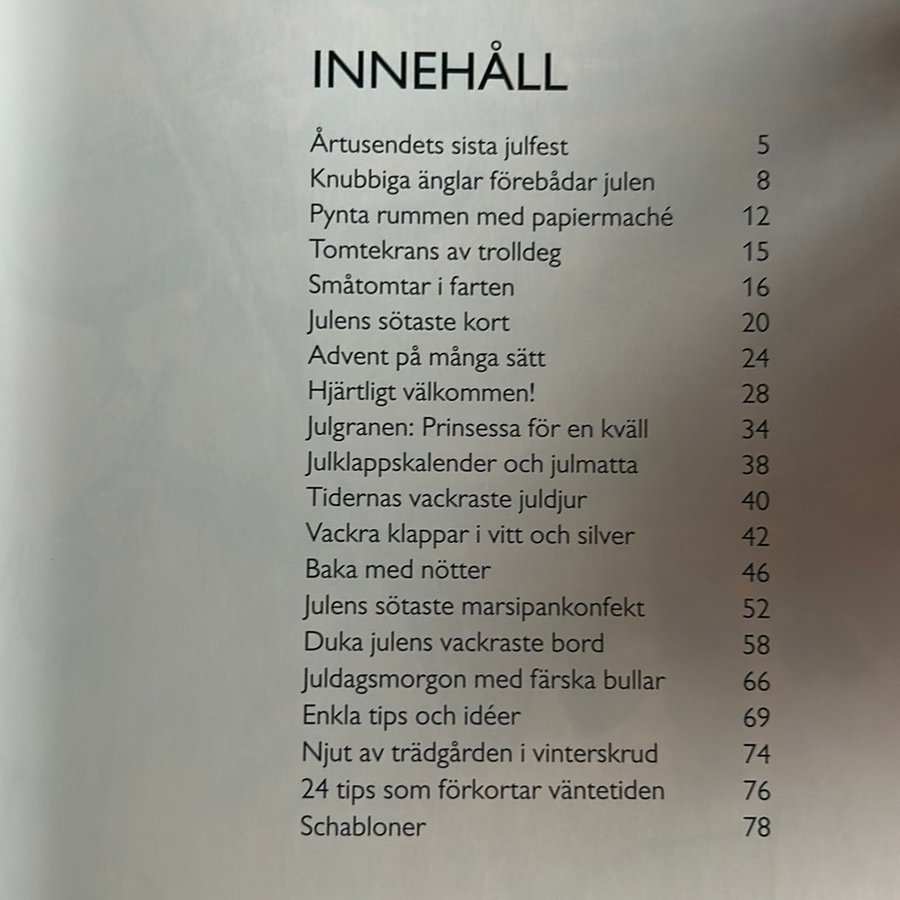 INNEHÅLL
Årtusendets sista julfest 5
Knubbiga änglar förebådar julen 8
Pynta rummen med papiermaché 12
Tomtekrans av trolldeg 15
Småtomtar i farten 16
Julens sötaste kort 20
Advent på många sätt 24
Hjärtligt välkommen! 28
Julgranen: Prinsessa för en kväll 34
Julklappskalender och julmatta 38
Tidernas vackraste juldjur 40
Vackra klappar i vitt och silver 42
Baka med nötter 46
Julens sötaste marsipankonfekt 52
Duka julens vackraste bord 58
Juldagsmorgon med färska bullar 66
Enkla tips och idéer 69
Njut av trädgården i vinterskrud 74
24 tips som förkortar väntetiden 76
Schabloner 78